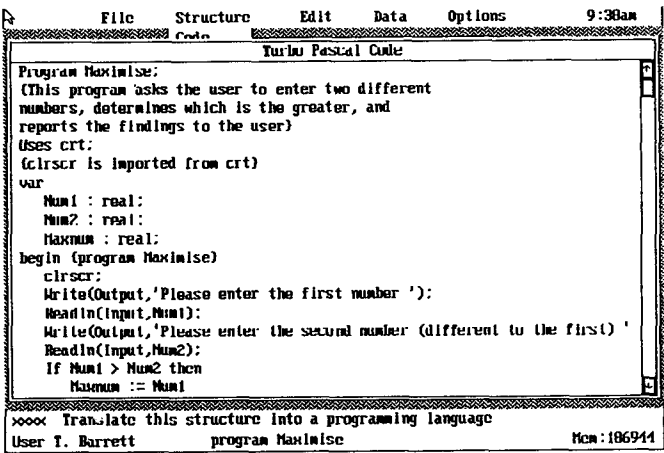 File Structure Edit Data Options 9:38am
Code
Turbo Pascal Code
Program Maximise;
{This program asks the user to enter two different
numbers, determines which is the greater, and
reports the findings to the user}
Uses crt;
{clrscr is imported from crt}
var
Num1 : real;
Num2 : real;
Maxnum : real;
begin {program Maximise}
clrscr;
Write(Output,'Please enter the first number ');
Readln(Input,Num1);
Write(Output,'Please enter the second number (different to the first) '
Readln(Input,Num2);
If Num1 > Num2 then
Maxnum := Num1
>>>>< Translate this structure into a programming language
User T. Barrett program Maximise Mem:186944